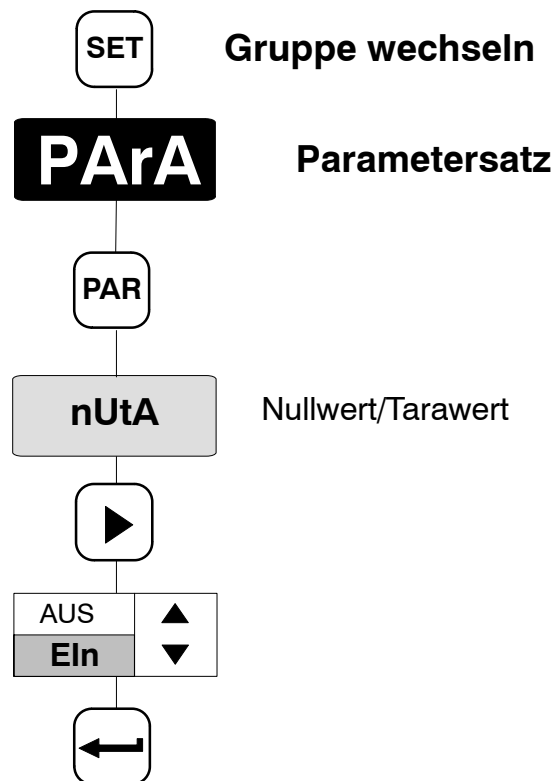 SET Gruppe wechseln
PArA Parametersatz
PAR
nUtA Nullwert/Tarawert
AUS
EIn